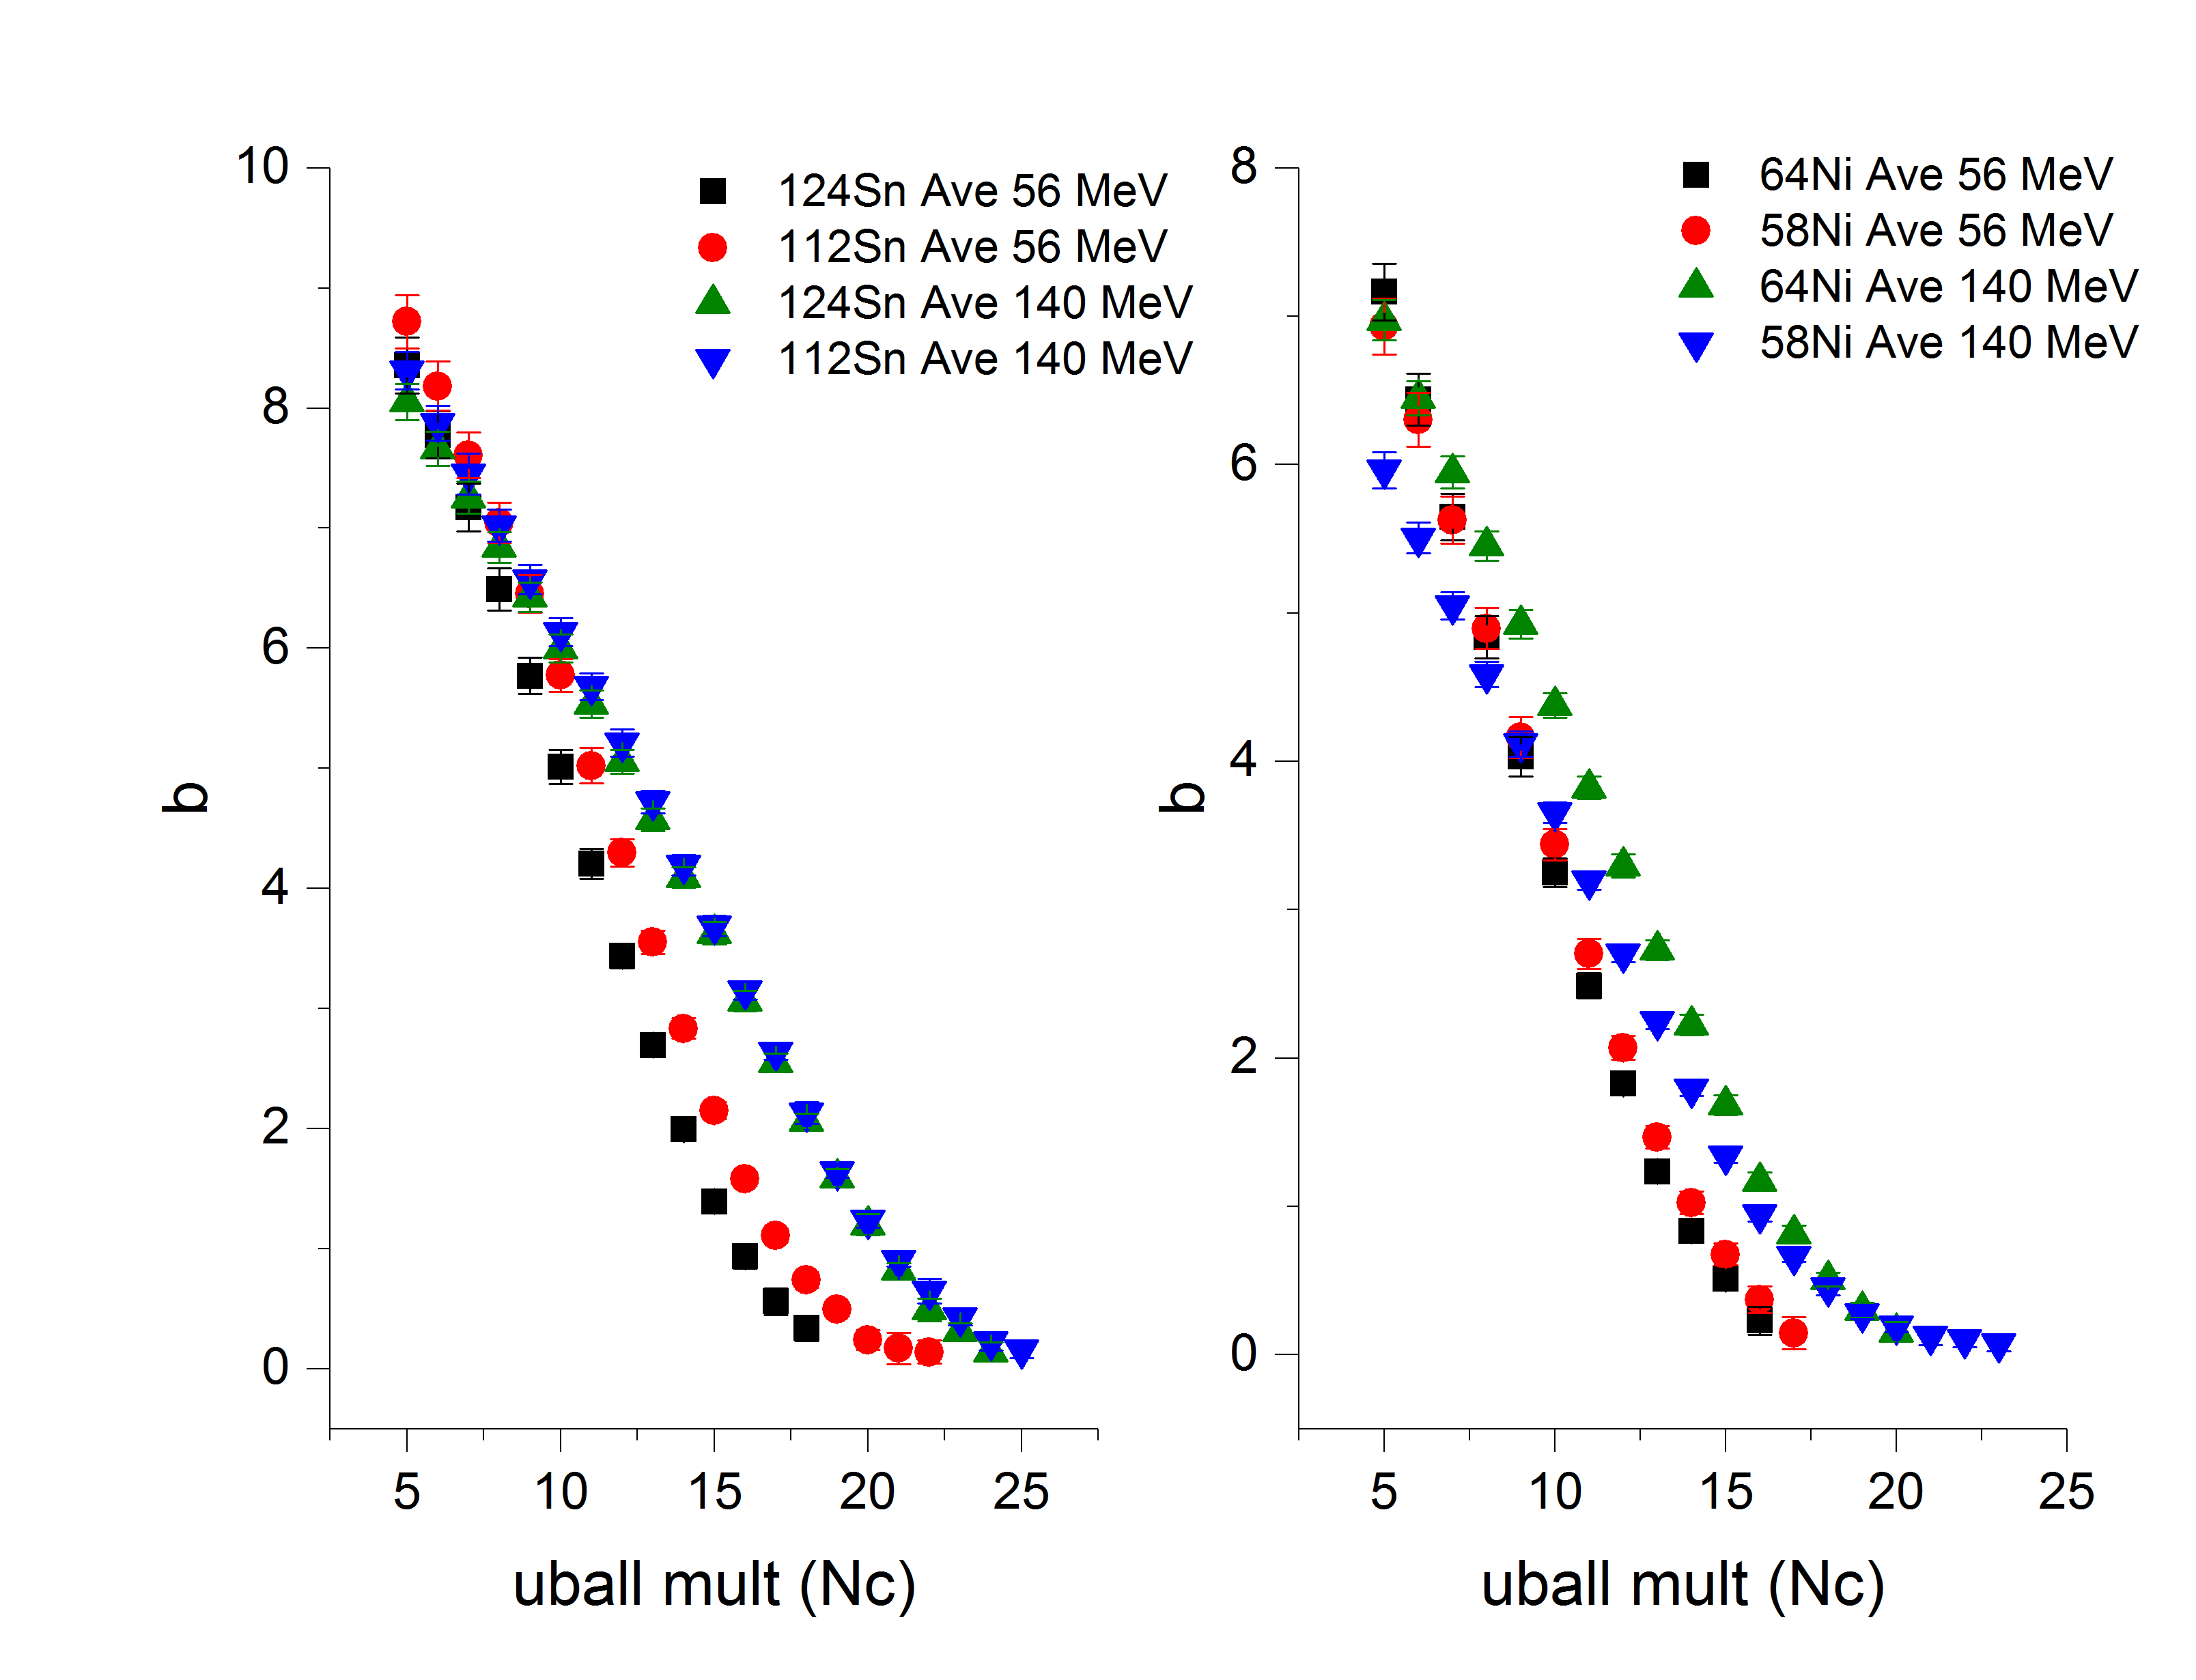 10
8
6
4
2
0
b
124Sn Ave 56 MeV
112Sn Ave 56 MeV
124Sn Ave 140 MeV
112Sn Ave 140 MeV
5 10 15 20 25
uball mult (Nc)
8
6
4
2
0
b
64Ni Ave 56 MeV
58Ni Ave 56 MeV
64Ni Ave 140 MeV
58Ni Ave 140 MeV
5 10 15 20 25
uball mult (Nc)